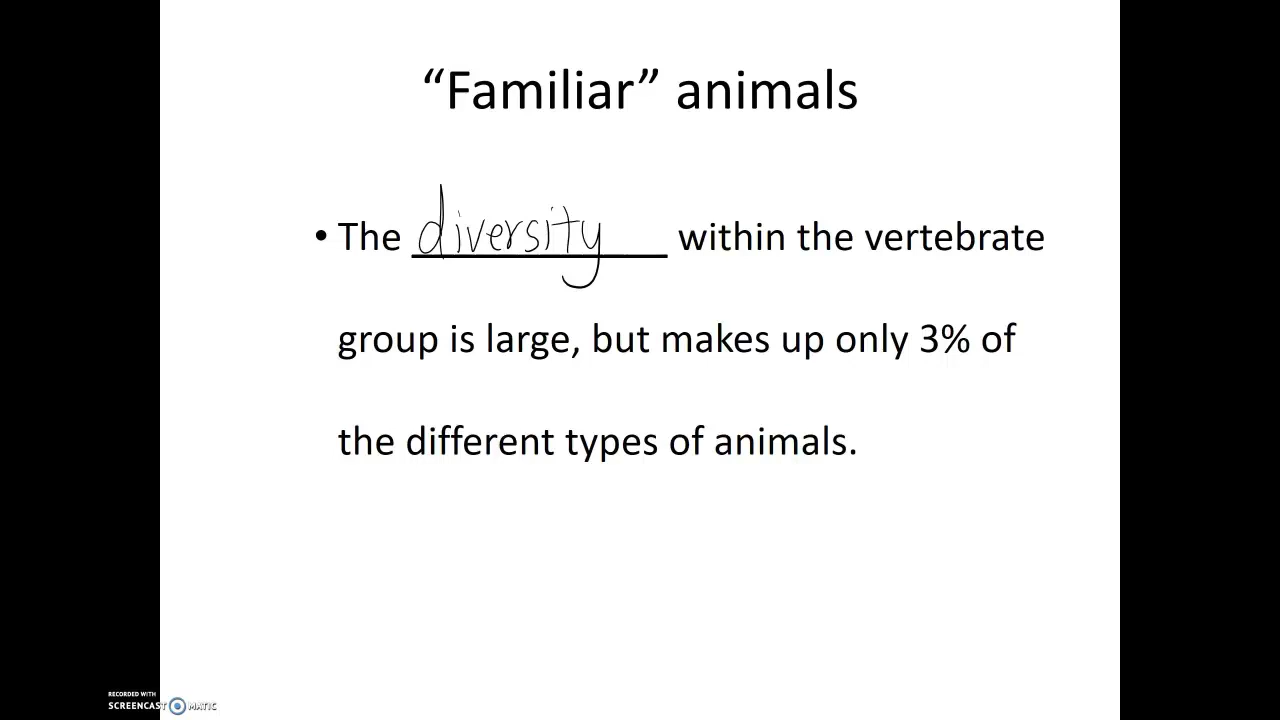 “Familiar” animals
• The diversity within the vertebrate
group is large, but makes up only 3% of
the different types of animals.
RECORDED WITH
SCREENCAST MATIC